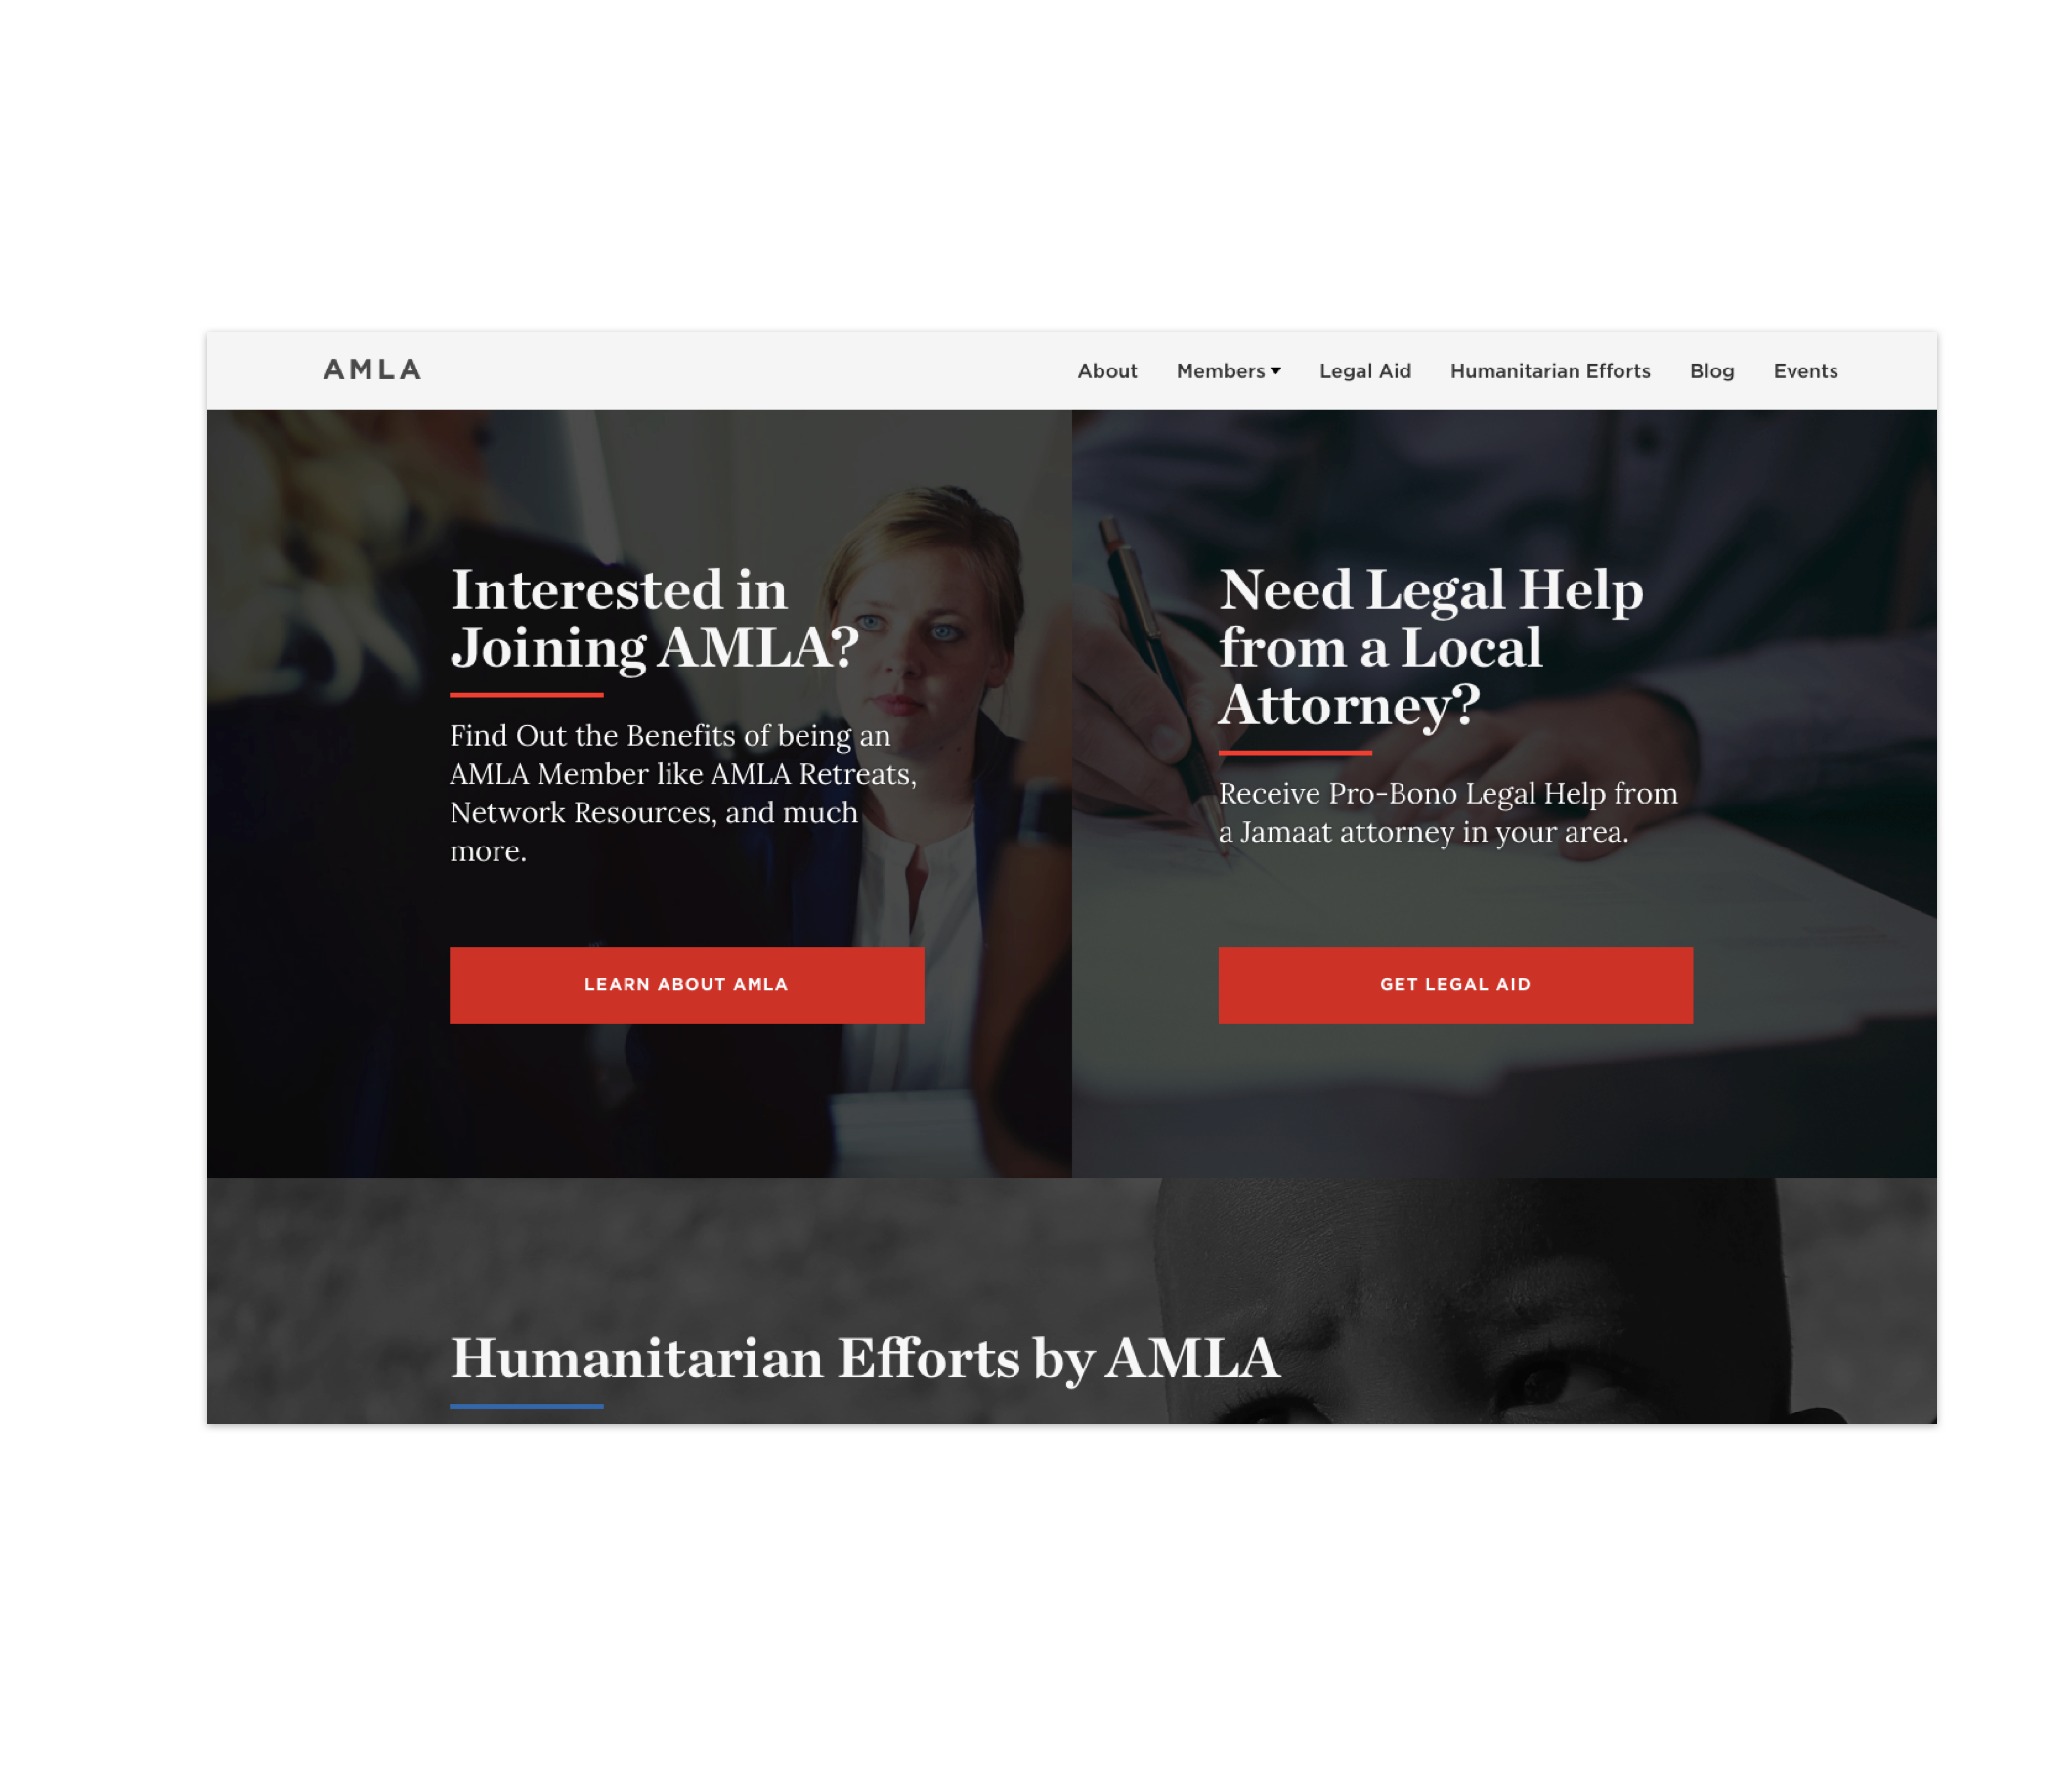 AMLA
About Members Legal Aid Humanitarian Efforts Blog Events
Interested in
Joining AMLA?
Find Out the Benefits of being an
AMLA Member like AMLA Retreats,
Network Resources, and much
more.
LEARN ABOUT AMLA
Need Legal Help
from a Local
Attorney?
Receive Pro-Bono Legal Help from
a Jamaat attorney in your area.
GET LEGAL AID
Humanitarian Efforts by AMLA